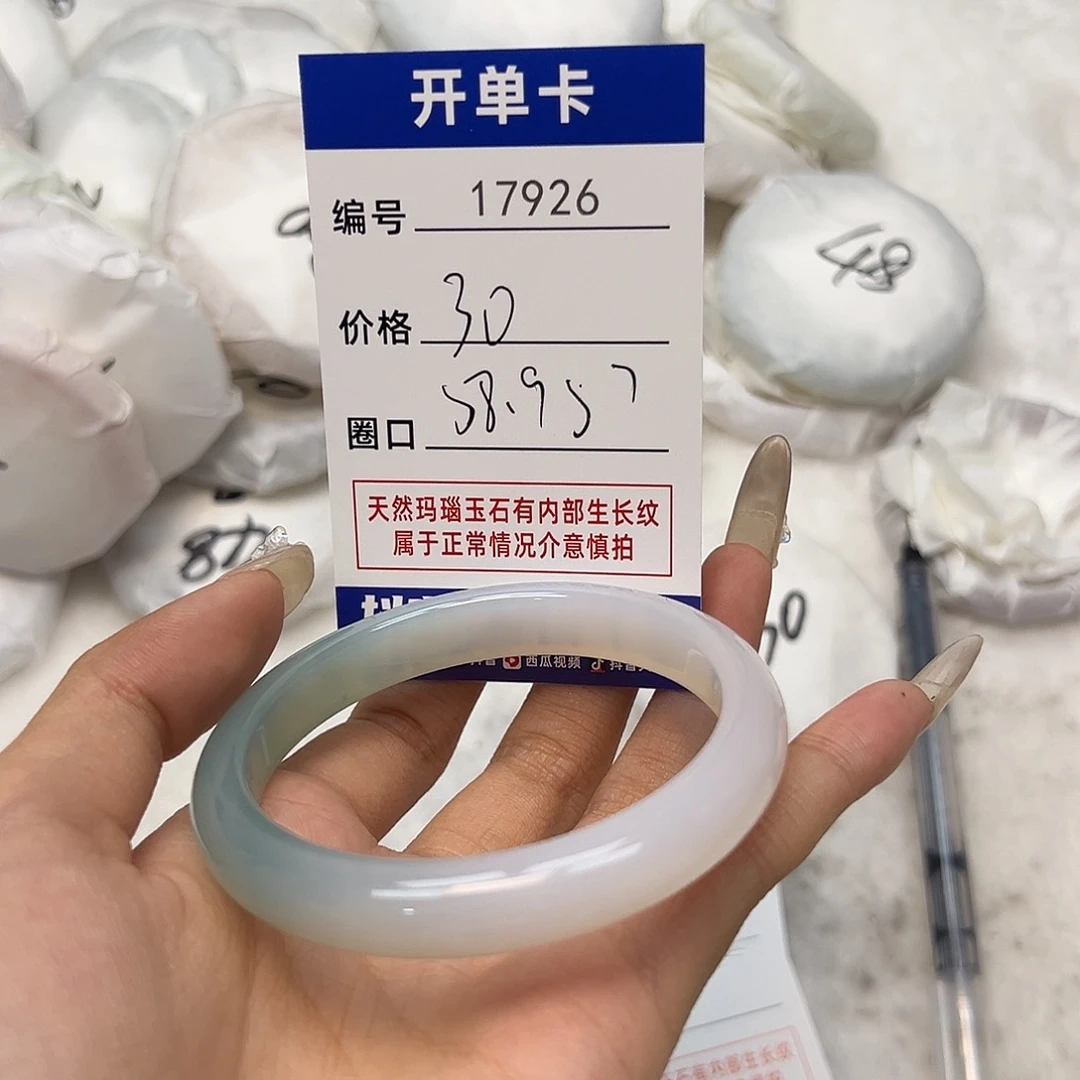 开单卡
编号 17926
价格 30
圈口 58.9 57
天然玛瑙玉石有内部生长纹
属于正常情况介意慎拍
西瓜视频